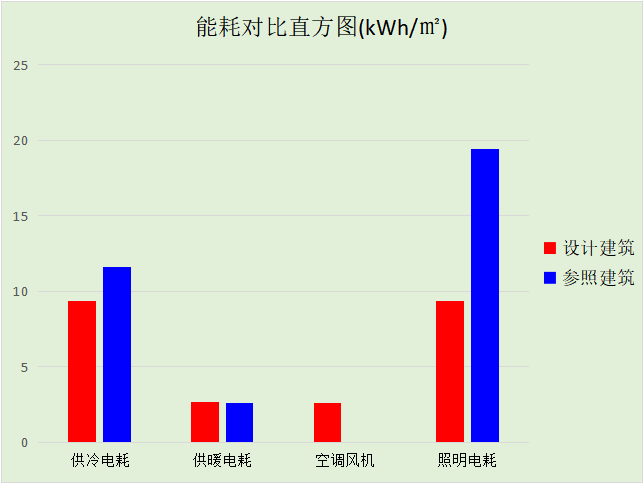 能耗对比直方图(kWh/㎡)
25
20
15
10
5
0
供冷电耗
供暖电耗
空调风机
照明电耗
设计建筑
参照建筑